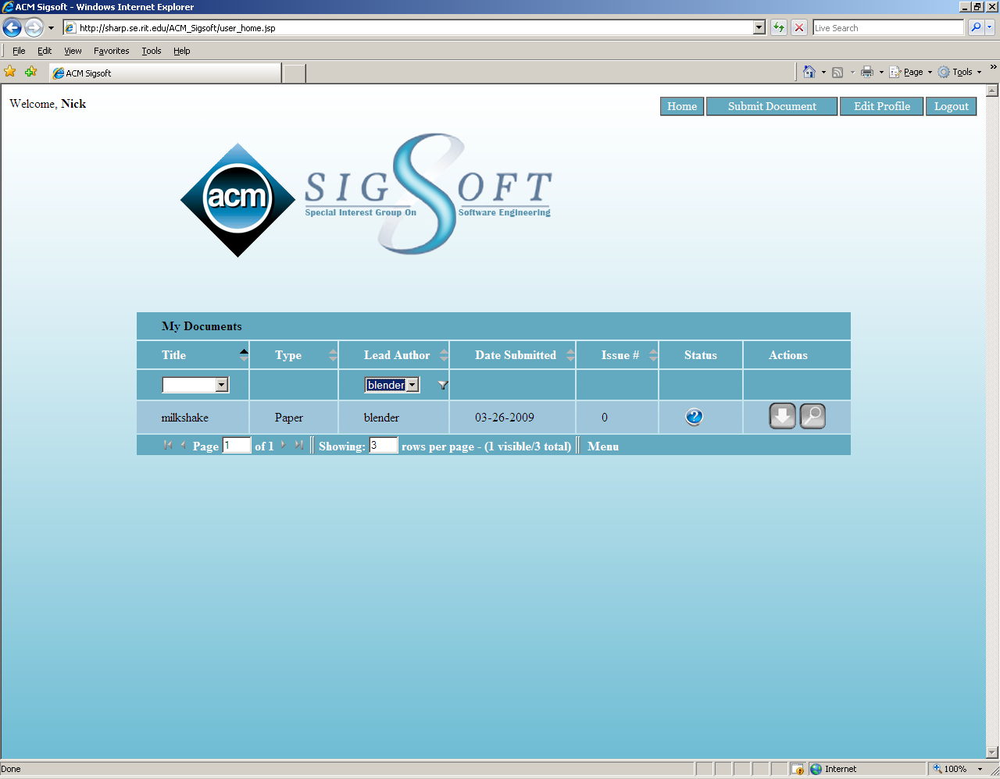 ACM Sigsoft - Windows Internet Explorer
http://sharp.se.rit.edu/ACM_Sigsoft/user_home.jsp
Live Search
File Edit View Favorites Tools Help
ACM Sigsoft
Page Tools
Welcome, Nick
Home Submit Document Edit Profile Logout
acm
SIGSOFT
Special Interest Group On Software Engineering
My Documents
Title Type Lead Author Date Submitted Issue # Status Actions
blender
milkshake Paper blender 03-26-2009 0 ?
Page 1 of 1 Showing: 3 rows per page - (1 visible/3 total) Menu
Done Internet 100%